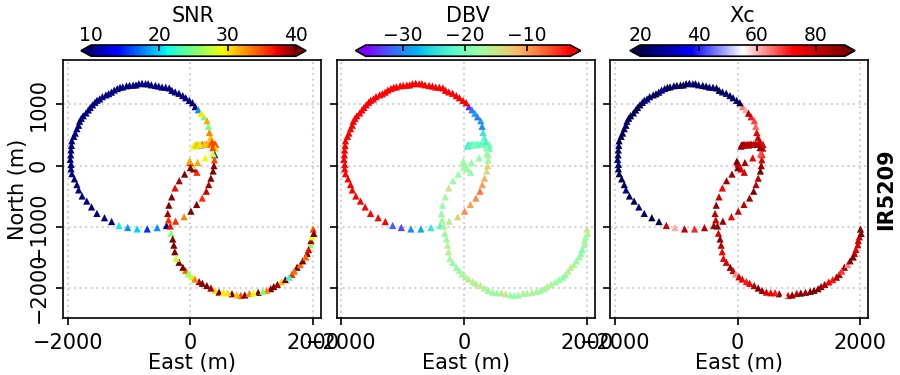 SNR DBV Xc
10 20 30 40 −30 −20 −10 20 40 60 80
North (m)
1000
0
−1000
−2000
−2000 0 2000 −2000 0 2000 −2000 0 2000
East (m) East (m) East (m)
IR5209